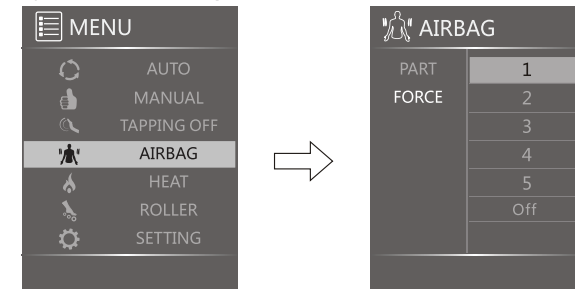 MENU
AUTO
MANUAL
TAPPING OFF
AIRBAG
HEAT
ROLLER
SETTING
AIRBAG
PART
FORCE
1
2
3
4
5
Off